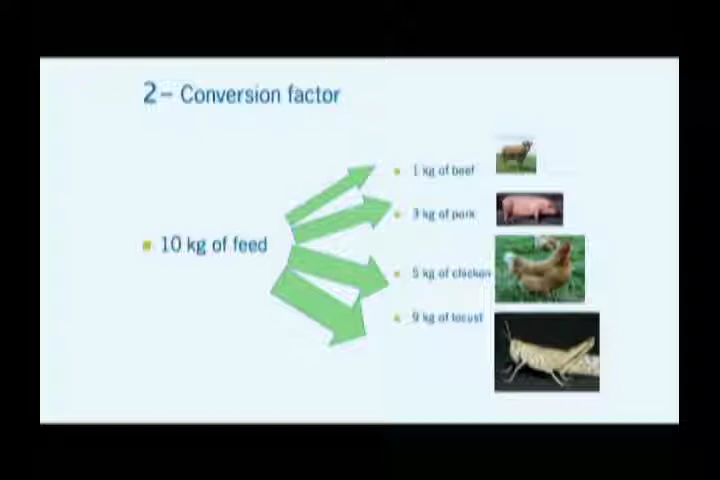 2– Conversion factor
1 kg of beef
3 kg of pork
10 kg of feed
5 kg of chicken
9 kg of locust